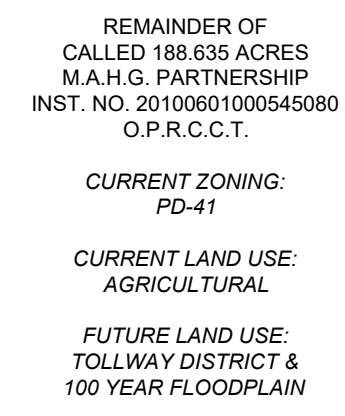 REMAINDER OF
CALLED 188.635 ACRES
M.A.H.G. PARTNERSHIP
INST. NO. 20100601000545080
O.P.R.C.C.T.
CURRENT ZONING:
PD-41
CURRENT LAND USE:
AGRICULTURAL
FUTURE LAND USE:
TOLLWAY DISTRICT &
100 YEAR FLOODPLAIN